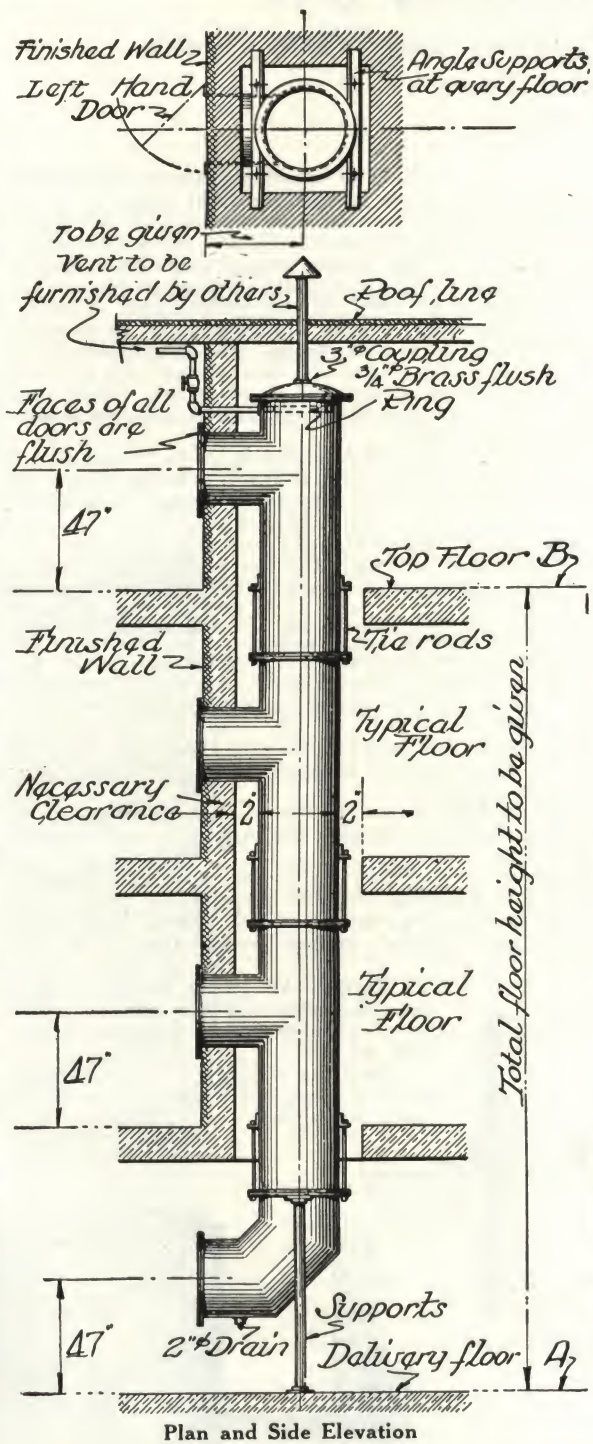 Finished Wall
Left Hand
Door
Angle Supports
at every floor
To be given
Vent to be
furnished by others
Roof line
3"ø Coupling
3/4"ø Brass flush
Ring
Faces of all
doors are
flush
47"
Top Floor B
Finished
Wall
Tie rods
Typical
Floor
Necessary
Clearance
2" 2"
Total floor height to be given
Typical
Floor
47"
47"
2"ø Drain
Supports
Delivery floor A
Plan and Side Elevation